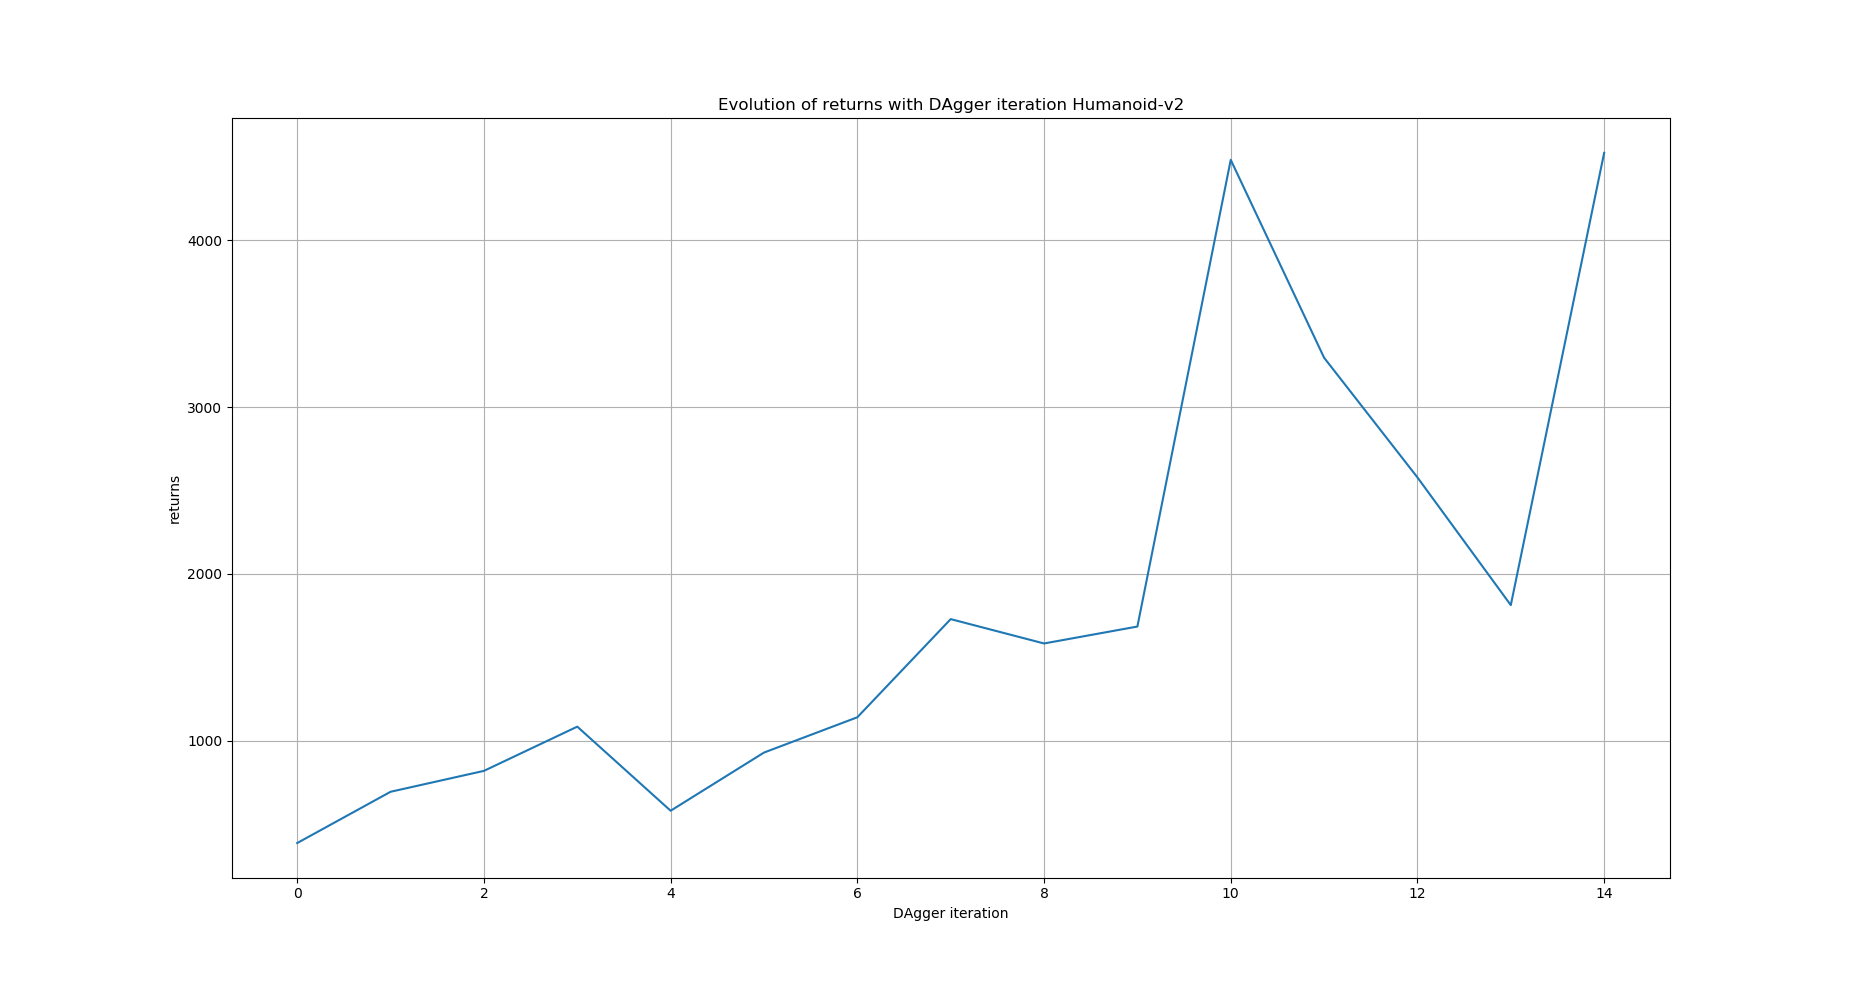 Evolution of returns with DAgger iteration Humanoid-v2
4000
3000
2000
1000
returns
0 2 4 6 8 10 12 14
DAgger iteration